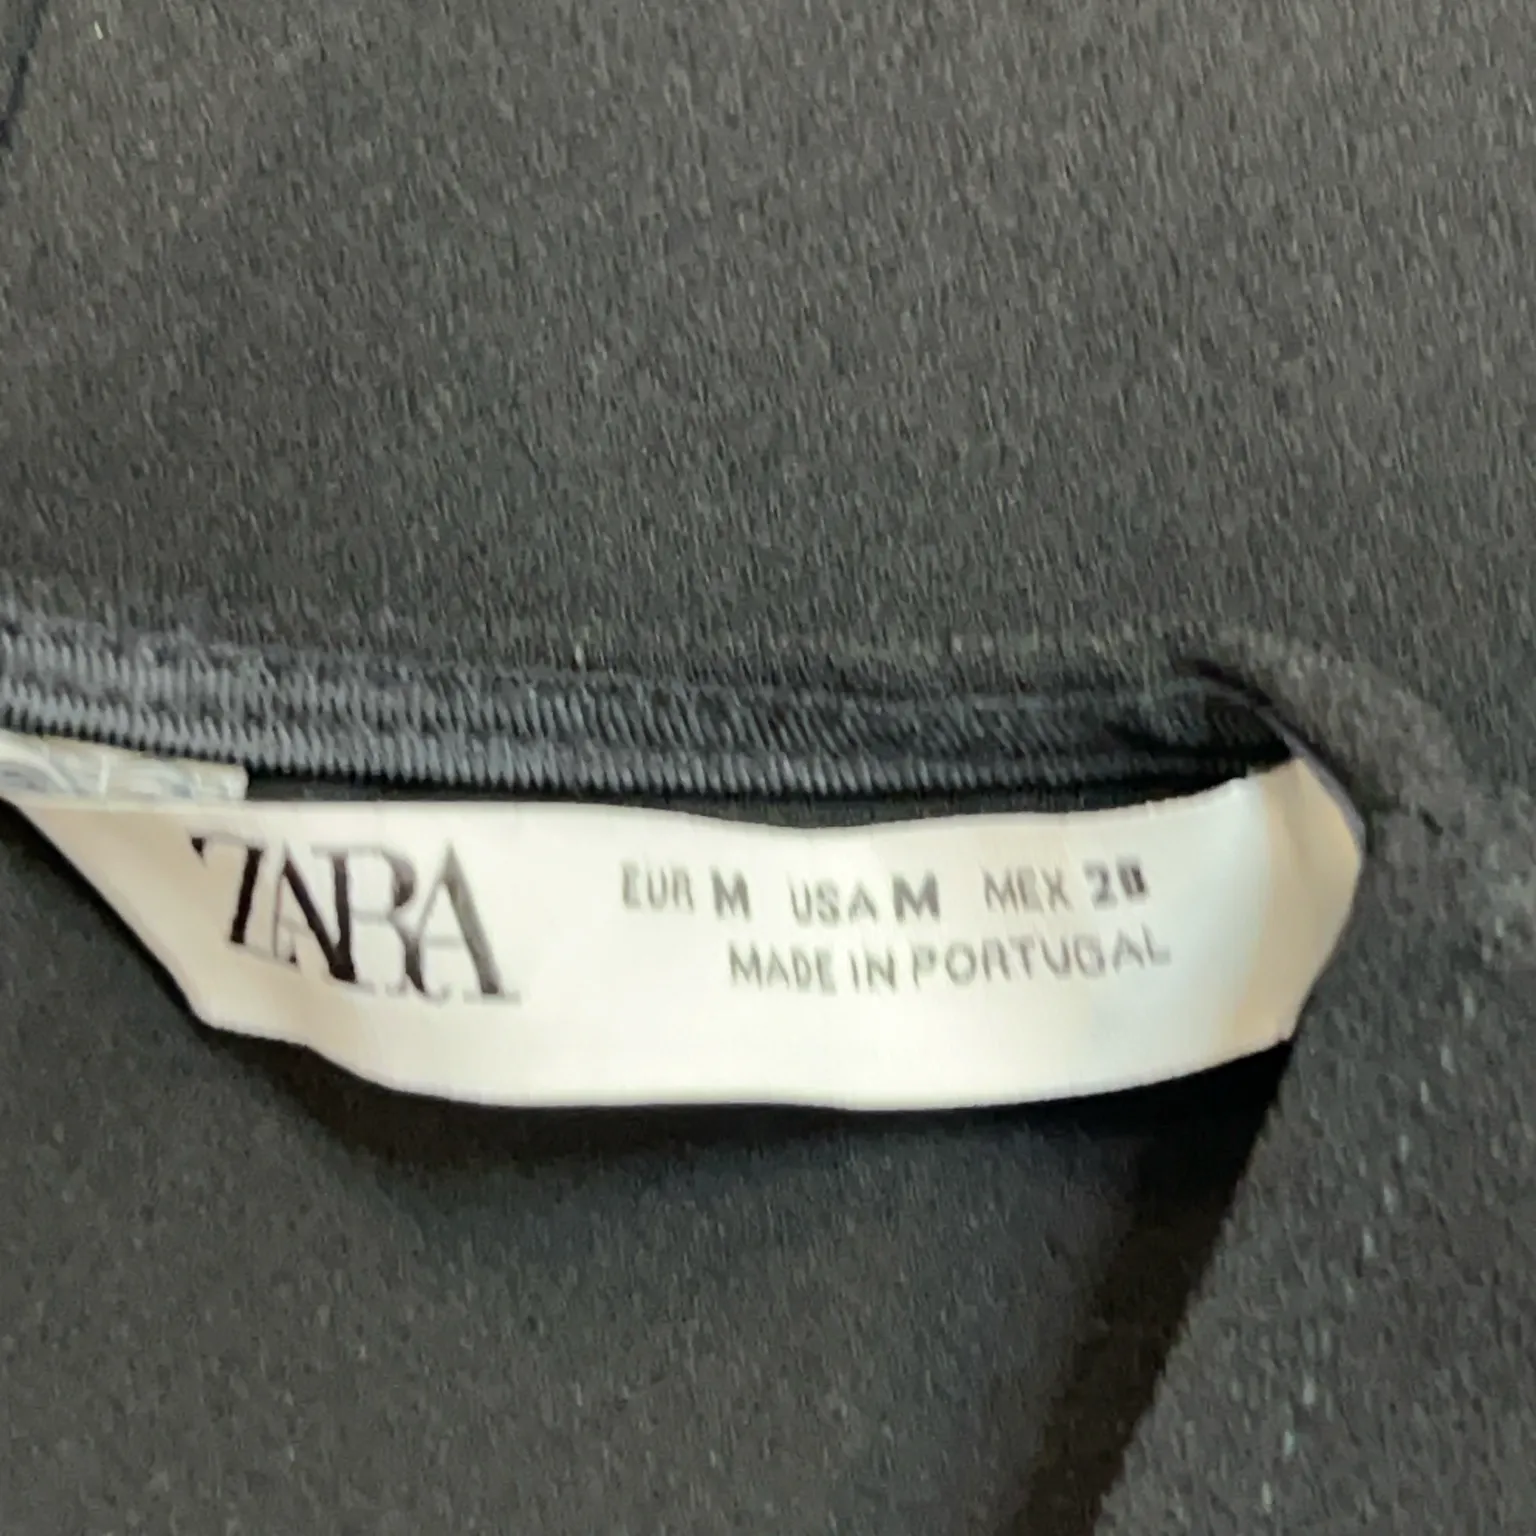 ZARA
EUR M USA M MEX 28
MADE IN PORTUGAL